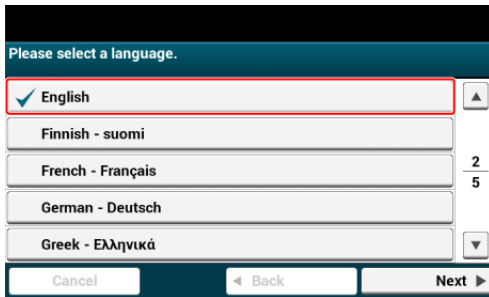 Please select a language.
English
Finnish - suomi
French - Français
2
5
German - Deutsch
Greek - Ελληνικά
Cancel
Back
Next